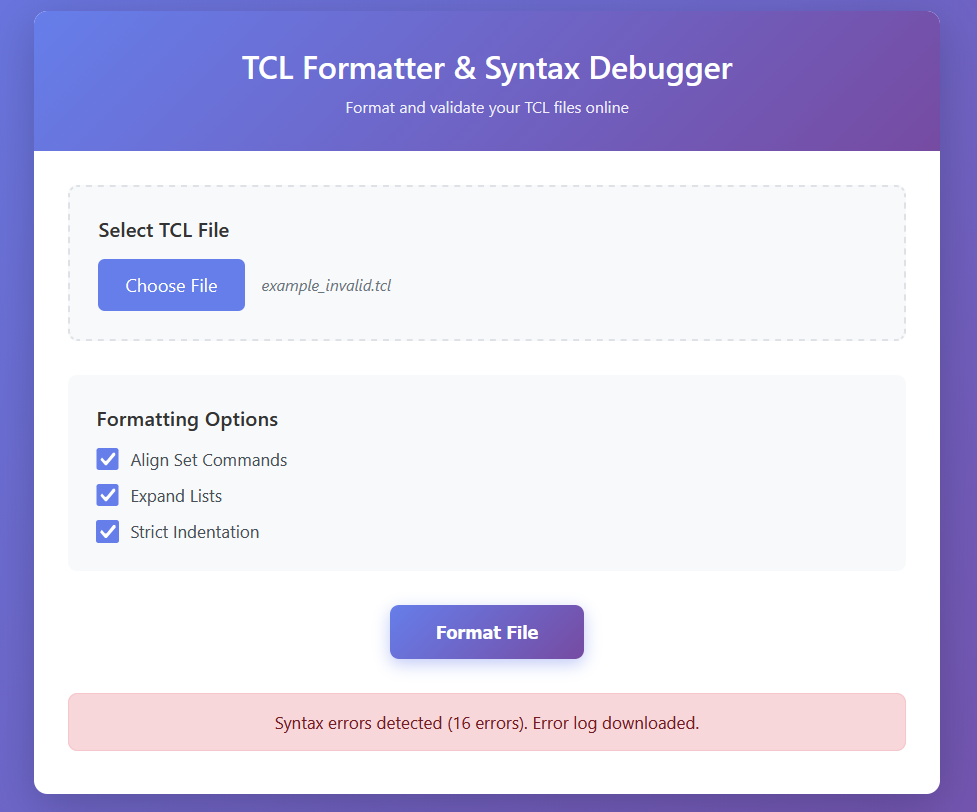 TCL Formatter & Syntax Debugger
Format and validate your TCL files online
Select TCL File
Choose File example_invalid.tcl
Formatting Options
Align Set Commands
Expand Lists
Strict Indentation
Format File
Syntax errors detected (16 errors). Error log downloaded.